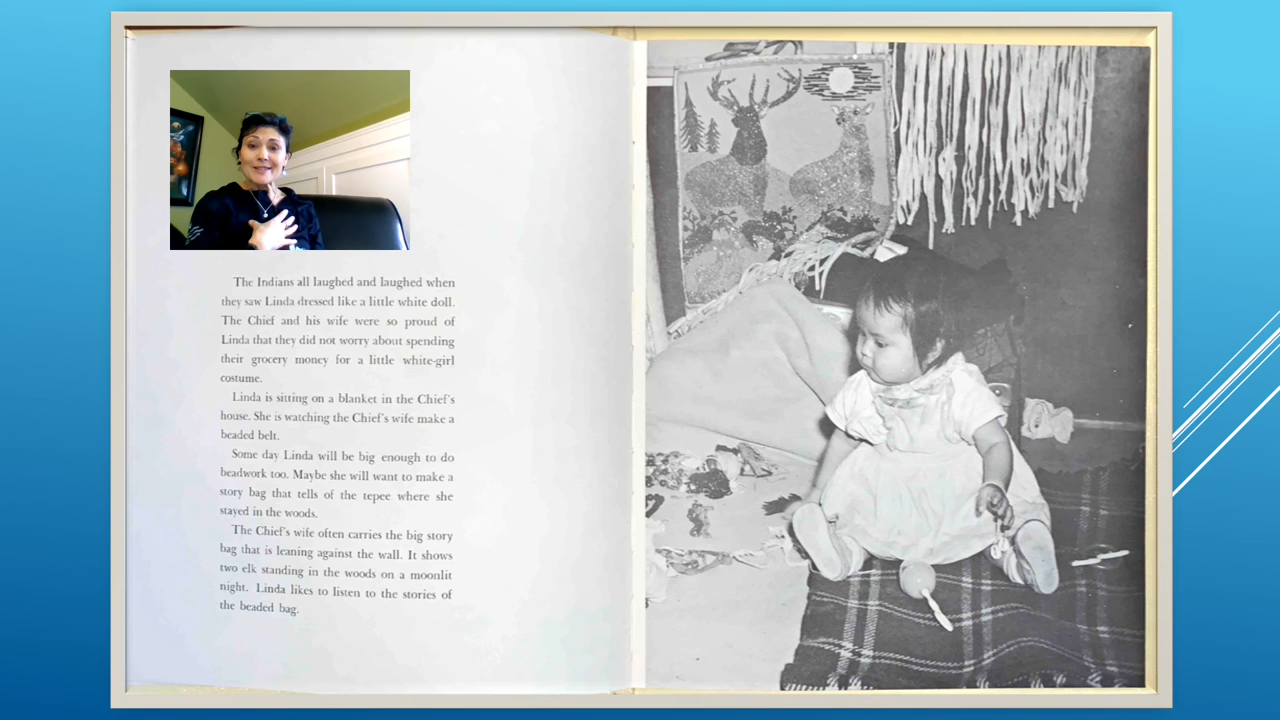 The Indians all laughed and laughed when
they saw Linda dressed like a little white doll.
The Chief and his wife were so proud of
Linda that they did not worry about spending
their grocery money for a little white-girl
costume.
Linda is sitting on a blanket in the Chief's
house. She is watching the Chief's wife make a
beaded belt.
Some day Linda will be big enough to do
beadwork too. Maybe she will want to make a
story bag that tells of the tepee where she
stayed in the woods.
The Chief's wife often carries the big story
bag that is leaning against the wall. It shows
two elk standing in the woods on a moonlit
night. Linda likes to listen to the stories of
the beaded bag.